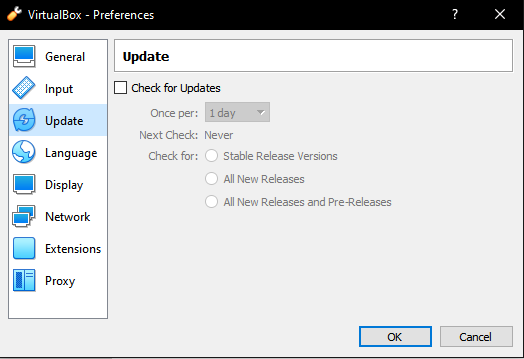 VirtualBox - Preferences
?
General
Input
Update
Language
Display
Network
Extensions
Proxy
Update
Check for Updates
Once per: 1 day
Next Check: Never
Check for: Stable Release Versions
All New Releases
All New Releases and Pre-Releases
OK
Cancel